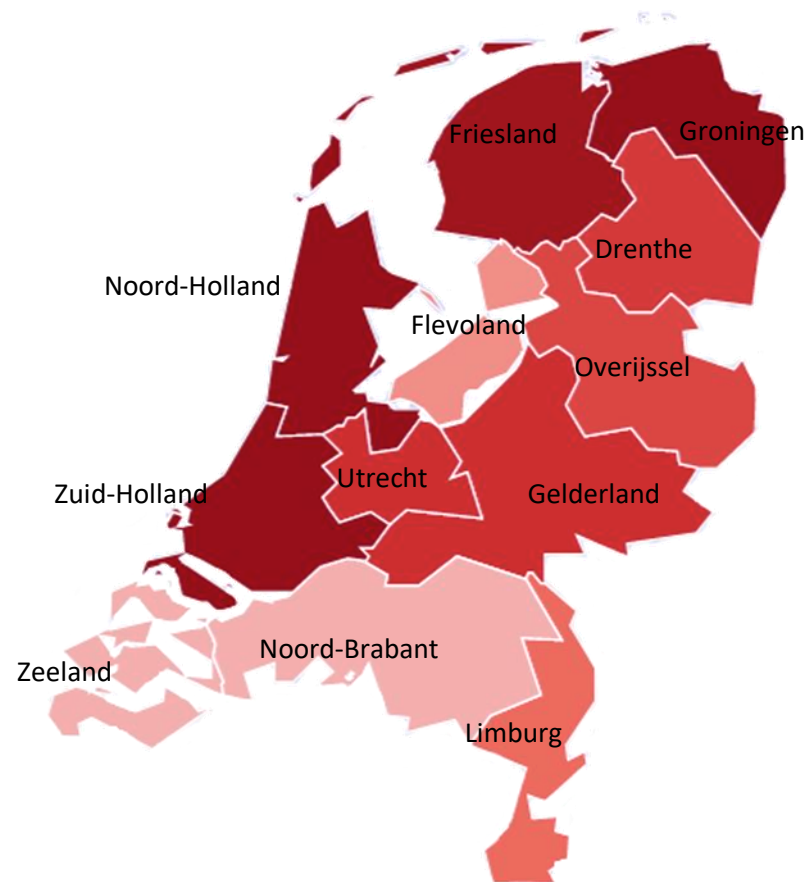 Friesland
Groningen
Drenthe
Noord-Holland
Flevoland
Overijssel
Utrecht
Zuid-Holland
Gelderland
Noord-Brabant
Zeeland
Limburg